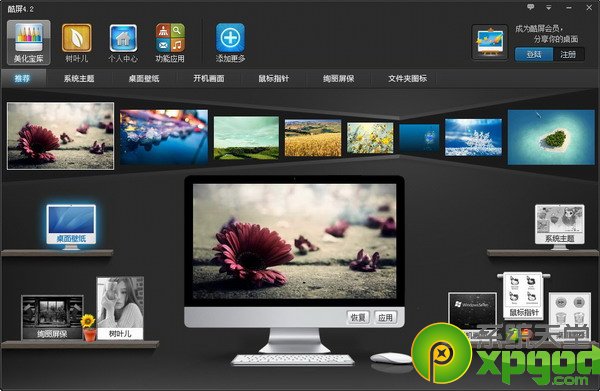 酷屏4.2
美化宝库
树叶儿
个人中心
功能应用
添加更多
成为酷屏会员，
分享你的桌面
登陆
注册
推荐
系统主题
桌面壁纸
开机画面
鼠标指针
绚丽屏保
文件夹图标
桌面壁纸
系统主题
绚丽屏保
树叶儿
鼠标指针
恢复
应用
xpgod
.com